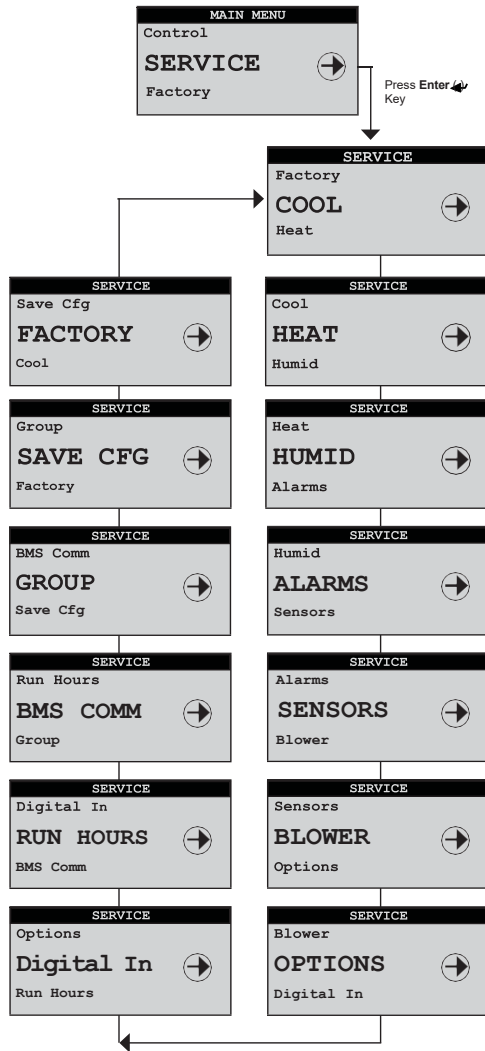 MAIN MENU
Control
SERVICE
Factory
Press Enter
Key
SERVICE
Factory
COOL
Heat
SERVICE
Cool
HEAT
Humid
SERVICE
Heat
HUMID
Alarms
SERVICE
Humid
ALARMS
Sensors
SERVICE
Alarms
SENSORS
Blower
SERVICE
Sensors
BLOWER
Options
SERVICE
Blower
OPTIONS
Digital In
SERVICE
Options
Digital In
Run Hours
SERVICE
Digital In
RUN HOURS
BMS Comm
SERVICE
Run Hours
BMS COMM
Group
SERVICE
BMS Comm
GROUP
Save Cfg
SERVICE
Group
SAVE CFG
Factory
SERVICE
Save Cfg
FACTORY
Cool